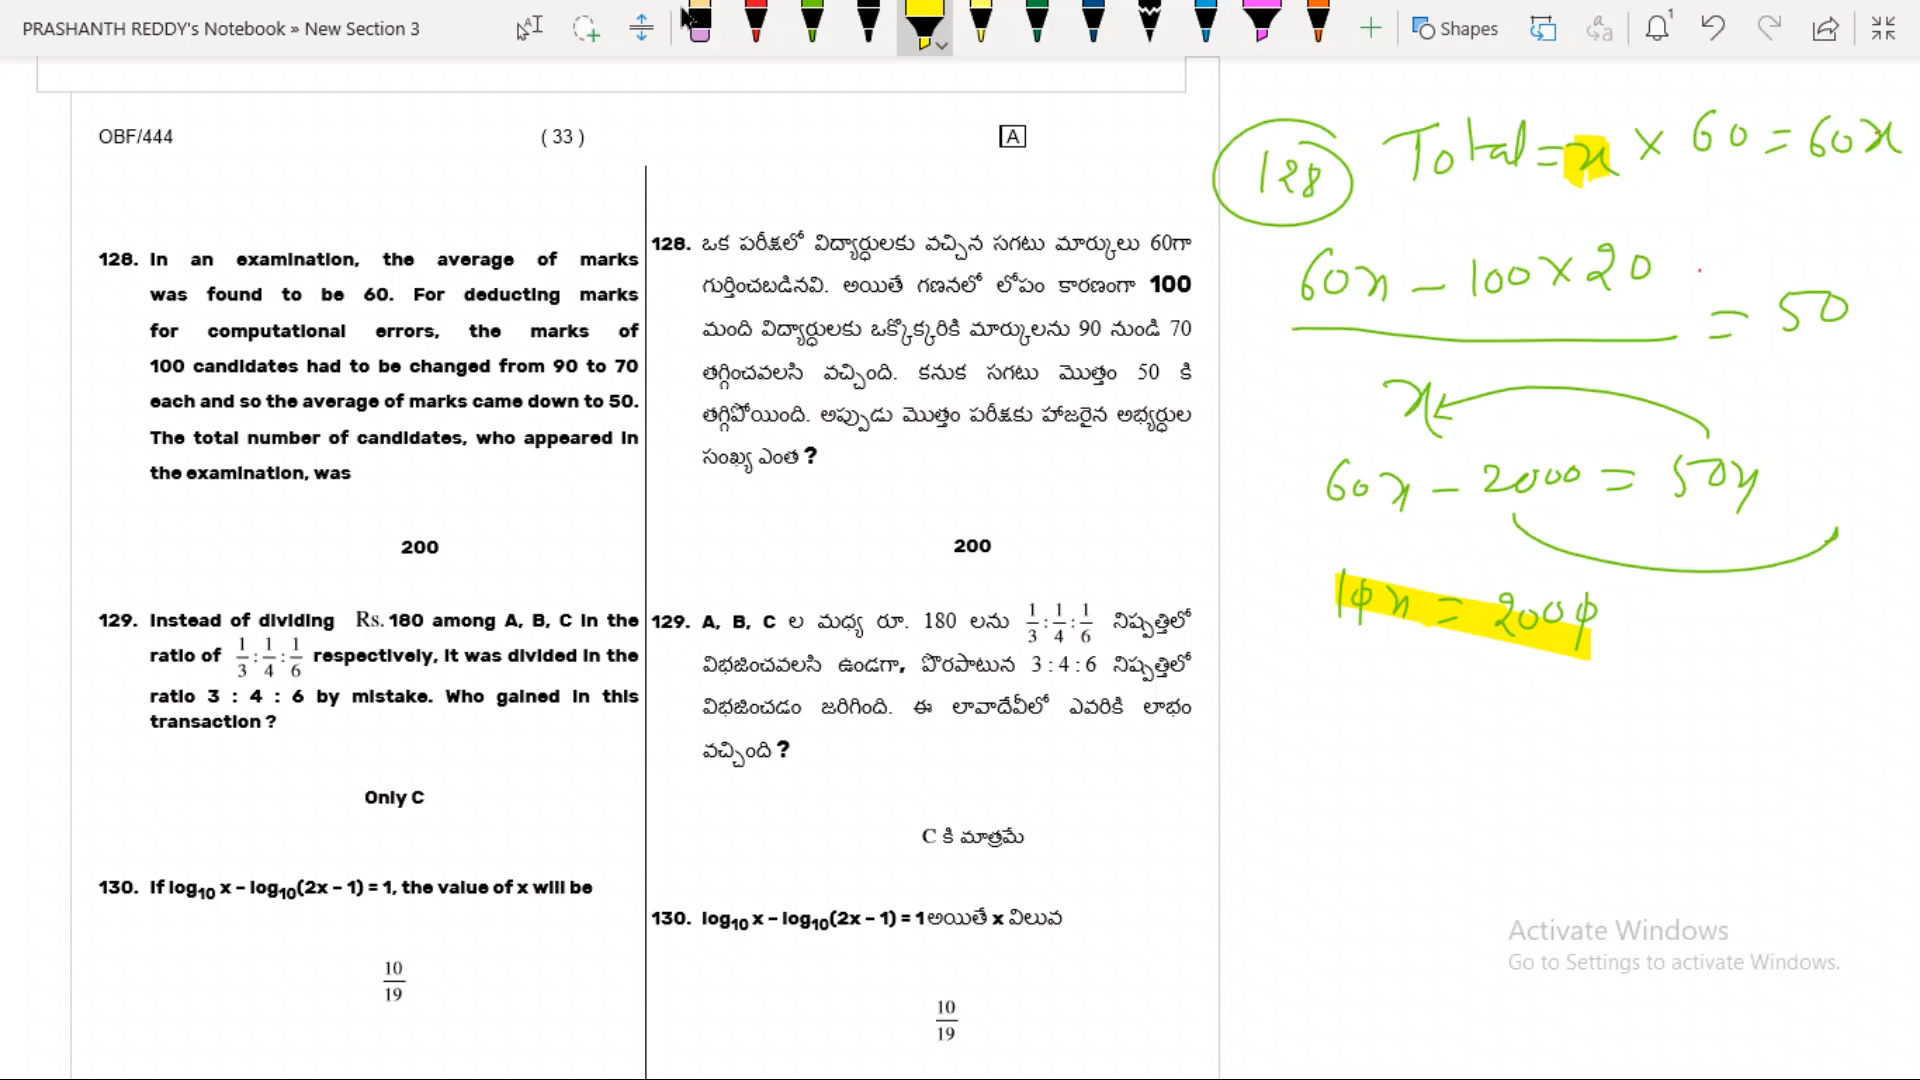 PRASHANTH REDDY's Notebook » New Section 3
Shapes
OBF/444
( 33 )
A
128. In an examination, the average of marks
was found to be 60. For deducting marks
for computational errors, the marks of
100 candidates had to be changed from 90 to 70
each and so the average of marks came down to 50.
The total number of candidates, who appeared in
the examination, was
200
129. Instead of dividing Rs. 180 among A, B, C in the
ratio of 1/3 : 1/4 : 1/6 respectively, it was divided in the
ratio 3 : 4 : 6 by mistake. Who gained in this
transaction ?
Only C
130. If log₁₀ x – log₁₀(2x – 1) = 1, the value of x will be
10/19
128. ఒక పరీక్షలో విద్యార్థులకు వచ్చిన సగటు మార్కులు 60గా
గుర్తించబడినవి. అయితే గణనలో లోపం కారణంగా 100
మంది విద్యార్థులకు ఒక్కొక్కరికి మార్కులను 90 నుండి 70
తగ్గించవలసి వచ్చింది. కనుక సగటు మొత్తం 50 కి
తగ్గిపోయింది. అప్పుడు మొత్తం పరీక్షకు హాజరైన అభ్యర్థుల
సంఖ్య ఎంత ?
200
129. A, B, C ల మధ్య రూ. 180 లను 1/3 : 1/4 : 1/6 నిష్పత్తిలో
విభజించవలసి ఉండగా, పొరపాటున 3 : 4 : 6 నిష్పత్తిలో
విభజించడం జరిగింది. ఈ లావాదేవీలో ఎవరికి లాభం
వచ్చింది ?
C కి మాత్రమే
130. log₁₀ x – log₁₀(2x – 1) = 1 అయితే x విలువ
10/19
128
Total = x × 60 = 60x
60x – 100 × 20
= 50
x
60x – 2000 = 50x
10x = 2000
Activate Windows
Go to Settings to activate Windows.